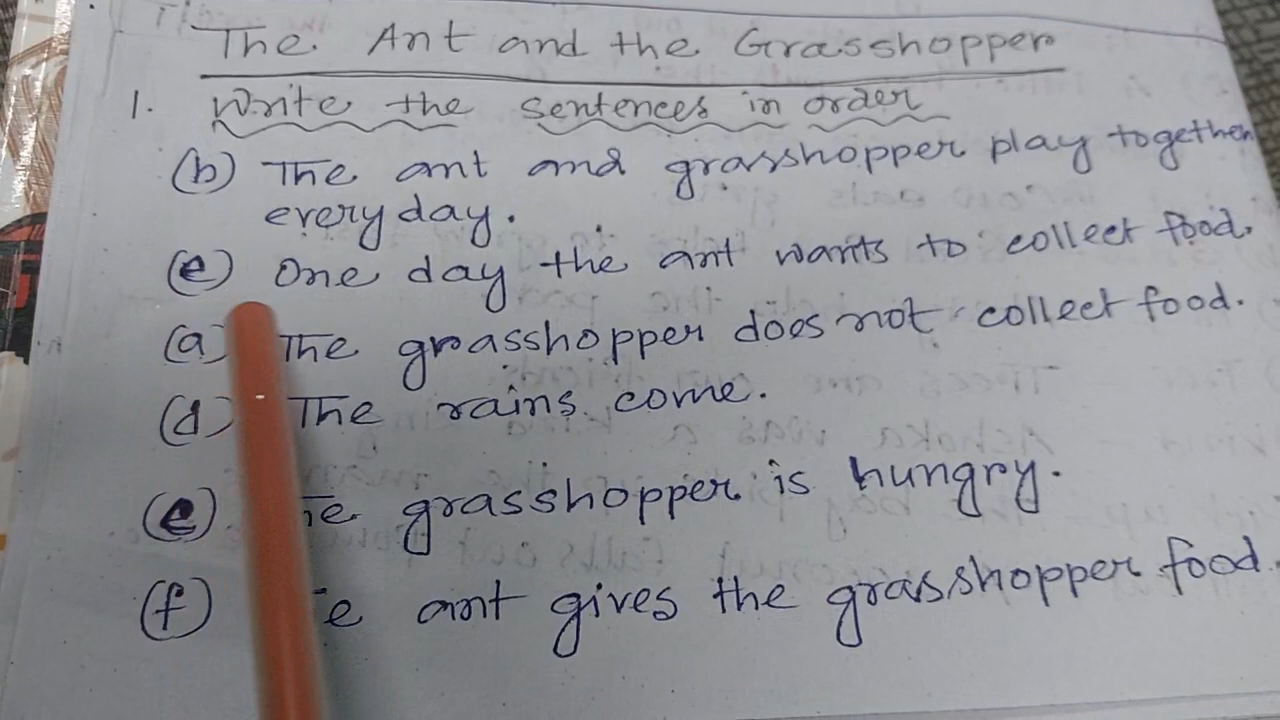 The Ant and the Grasshopper
1. Write the sentences in order
(b) The ant and grasshopper play together
everyday.
(e) One day the ant wants to collect food.
(a) The grasshopper does not collect food.
(d) The rains come.
(e) grasshopper is hungry.
(f) ant gives the grasshopper food.